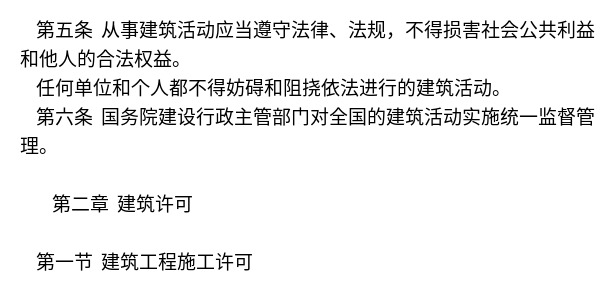 第五条 从事建筑活动应当遵守法律、法规，不得损害社会公共利益
和他人的合法权益。
任何单位和个人都不得妨碍和阻挠依法进行的建筑活动。
第六条 国务院建设行政主管部门对全国的建筑活动实施统一监督管
理。
第二章 建筑许可
第一节 建筑工程施工许可